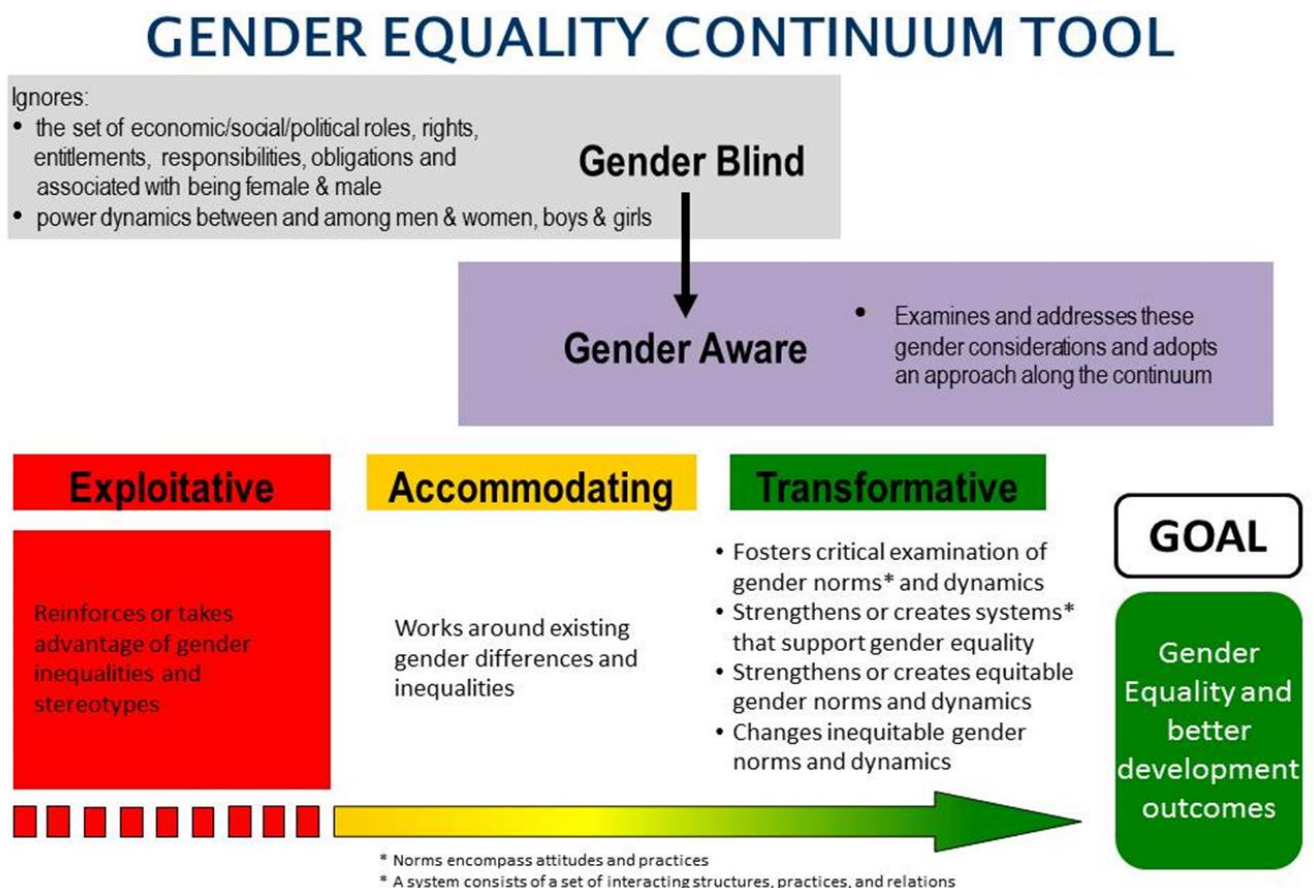 GENDER EQUALITY CONTINUUM TOOL
Ignores:
• the set of economic/social/political roles, rights,
entitlements, responsibilities, obligations and
associated with being female & male
• power dynamics between and among men & women, boys & girls
Gender Blind
Gender Aware
• Examines and addresses these
gender considerations and adopts
an approach along the continuum
Exploitative
Reinforces or takes
advantage of gender
inequalities and
stereotypes
Accommodating
Works around existing
gender differences and
inequalities
Transformative
• Fosters critical examination of
gender norms* and dynamics
• Strengthens or creates systems*
that support gender equality
• Strengthens or creates equitable
gender norms and dynamics
• Changes inequitable gender
norms and dynamics
GOAL
Gender
Equality and
better
development
outcomes
* Norms encompass attitudes and practices
* A system consists of a set of interacting structures, practices, and relations